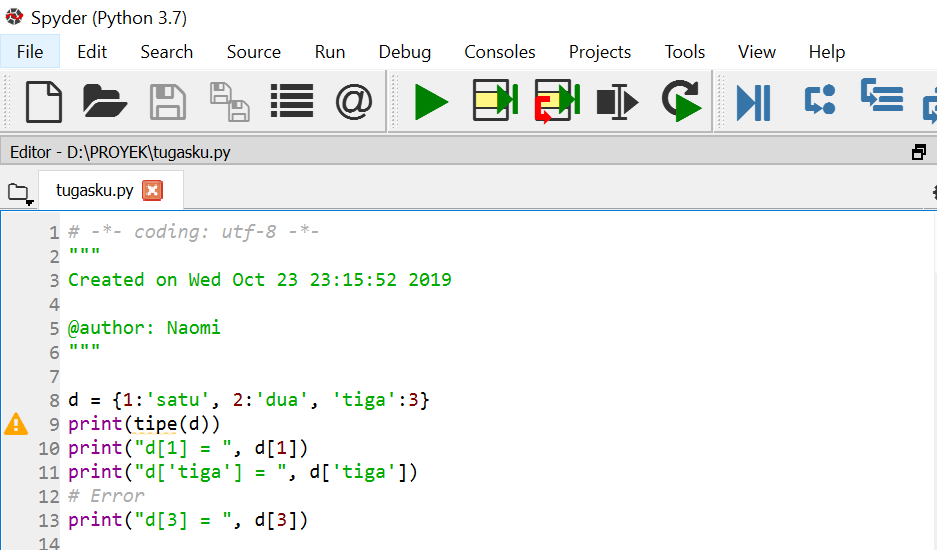 Spyder (Python 3.7)
File Edit Search Source Run Debug Consoles Projects Tools View Help
@
Editor - D:\PROYEK\tugasku.py
tugasku.py
1 # -*- coding: utf-8 -*-
2 """
3 Created on Wed Oct 23 23:15:52 2019
4
5 @author: Naomi
6 """
7
8 d = {1:'satu', 2:'dua', 'tiga':3}
9 print(tipe(d))
10 print("d[1] = ", d[1])
11 print("d['tiga'] = ", d['tiga'])
12 # Error
13 print("d[3] = ", d[3])
14